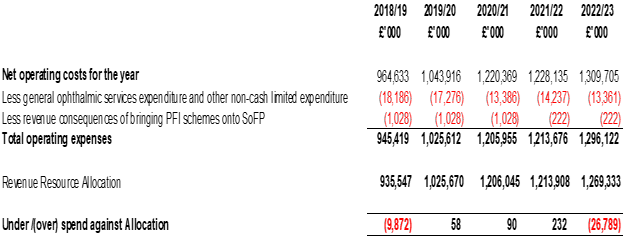 2018/19 2019/20 2020/21 2021/22 2022/23
£'000 £'000 £'000 £'000 £'000
Net operating costs for the year 964,633 1,043,916 1,220,369 1,228,135 1,309,705
Less general ophthalmic services expenditure and other non-cash limited expenditure (18,186) (17,276) (13,386) (14,237) (13,361)
Less revenue consequences of bringing PFI schemes onto SoFP (1,028) (1,028) (1,028) (222) (222)
Total operating expenses 945,419 1,025,612 1,205,955 1,213,676 1,296,122
Revenue Resource Allocation 935,547 1,025,670 1,206,045 1,213,908 1,269,333
Under /(over) spend against Allocation (9,872) 58 90 232 (26,789)